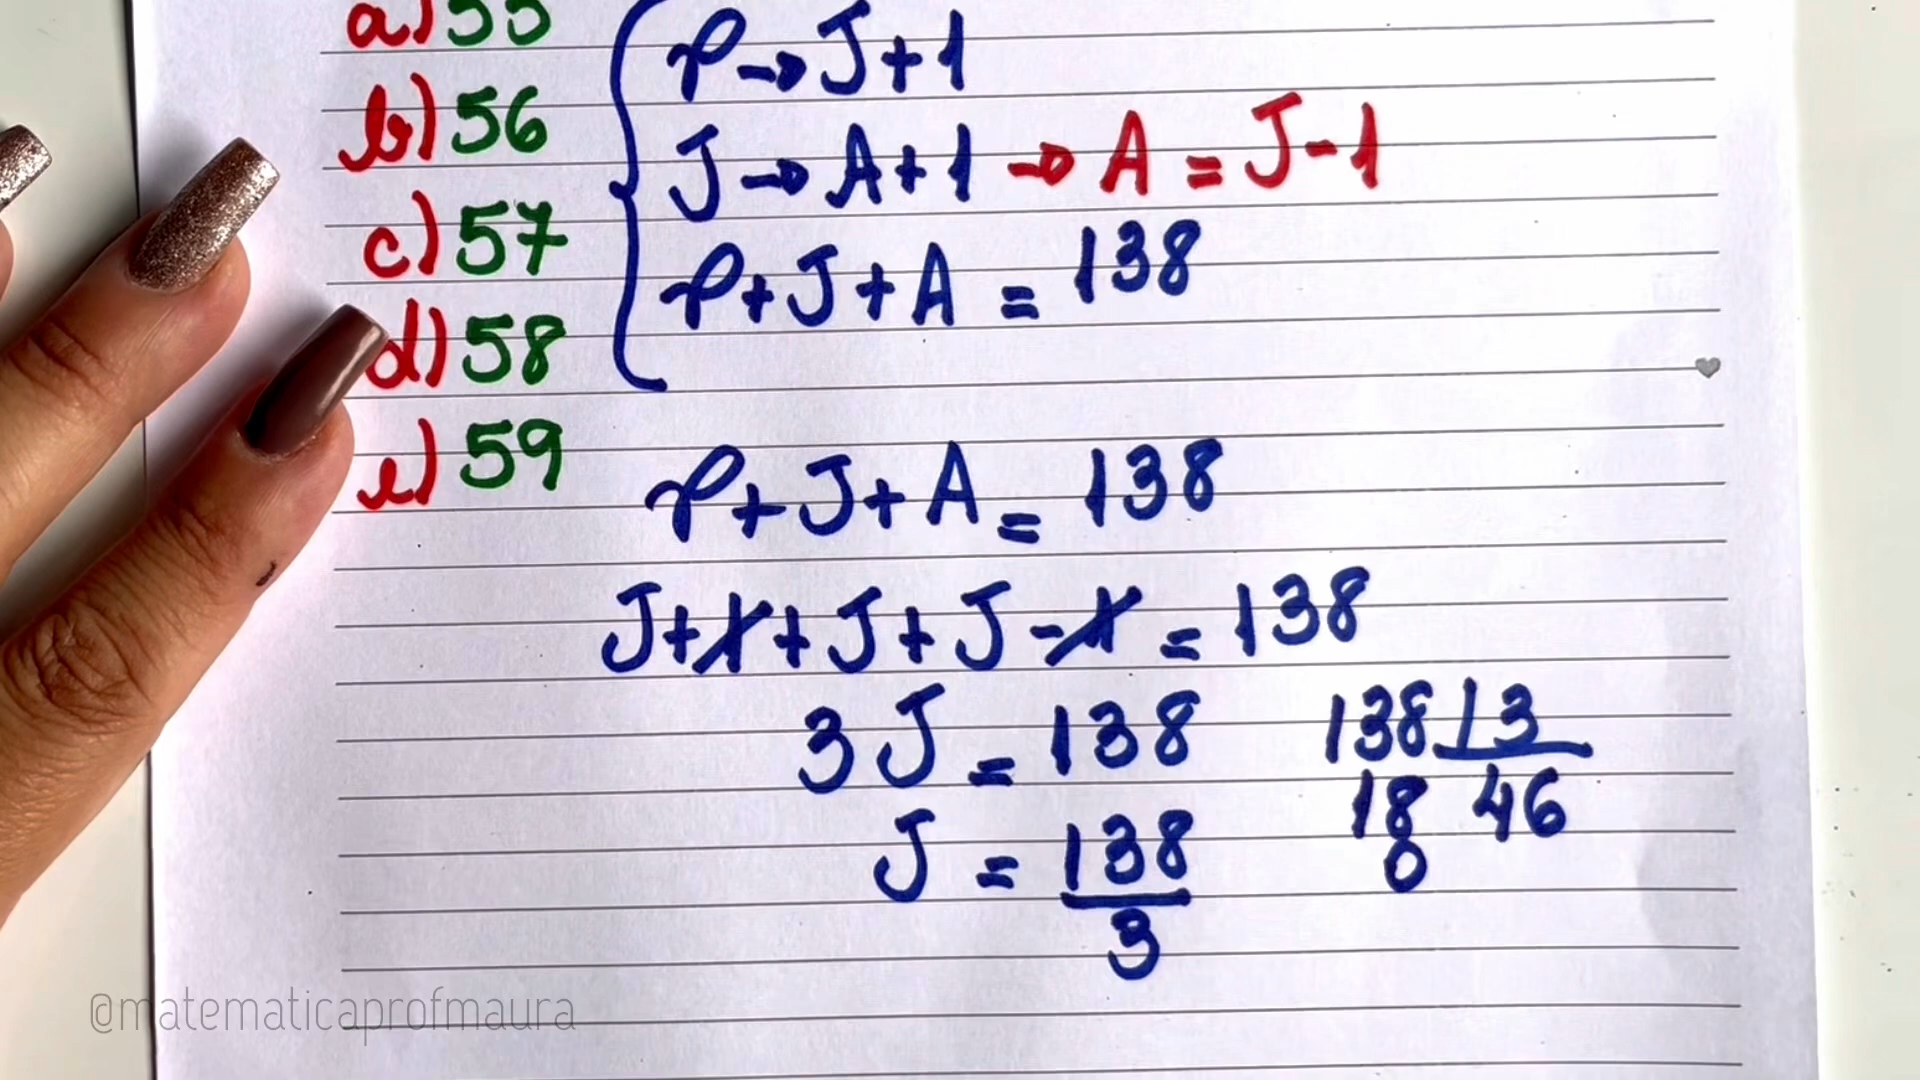 a) 55
b) 56
c) 57
d) 58
e) 59
P → J + 1
J → A + 1 → A = J - 1
P + J + A = 138
P + J + A = 138
J + 1 + J + J - 1 = 138
3J = 138
J = 138
3
138 | 3
18 46
0
@matematicaprofmaura